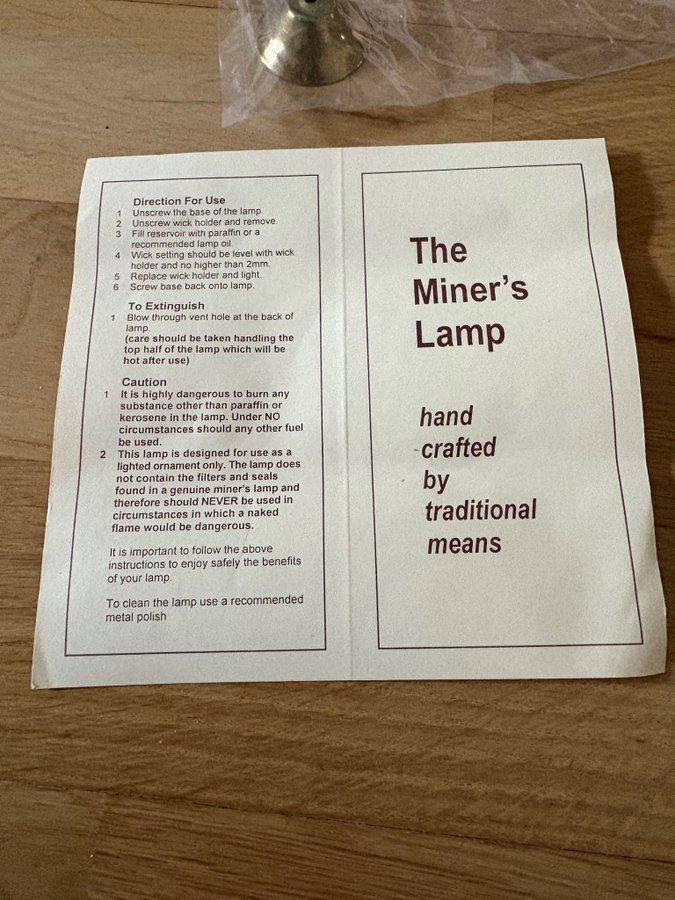 Direction For Use
1 Unscrew the base of the lamp.
2 Unscrew wick holder and remove.
3 Fill reservoir with paraffin or a
recommended lamp oil.
4 Wick setting should be level with wick
holder and no higher than 2mm.
5 Replace wick holder and light.
6 Screw base back onto lamp.
To Extinguish
1 Blow through vent hole at the back of
lamp.
(care should be taken handling the
top half of the lamp which will be
hot after use)
Caution
1 It is highly dangerous to burn any
substance other than paraffin or
kerosene in the lamp. Under NO
circumstances should any other fuel
be used.
2 This lamp is designed for use as a
lighted ornament only. The lamp does
not contain the filters and seals
found in a genuine miner's lamp and
therefore should NEVER be used in
circumstances in which a naked
flame would be dangerous.
It is important to follow the above
instructions to enjoy safely the benefits
of your lamp.
To clean the lamp use a recommended
metal polish
The
Miner's
Lamp
hand
crafted
by
traditional
means